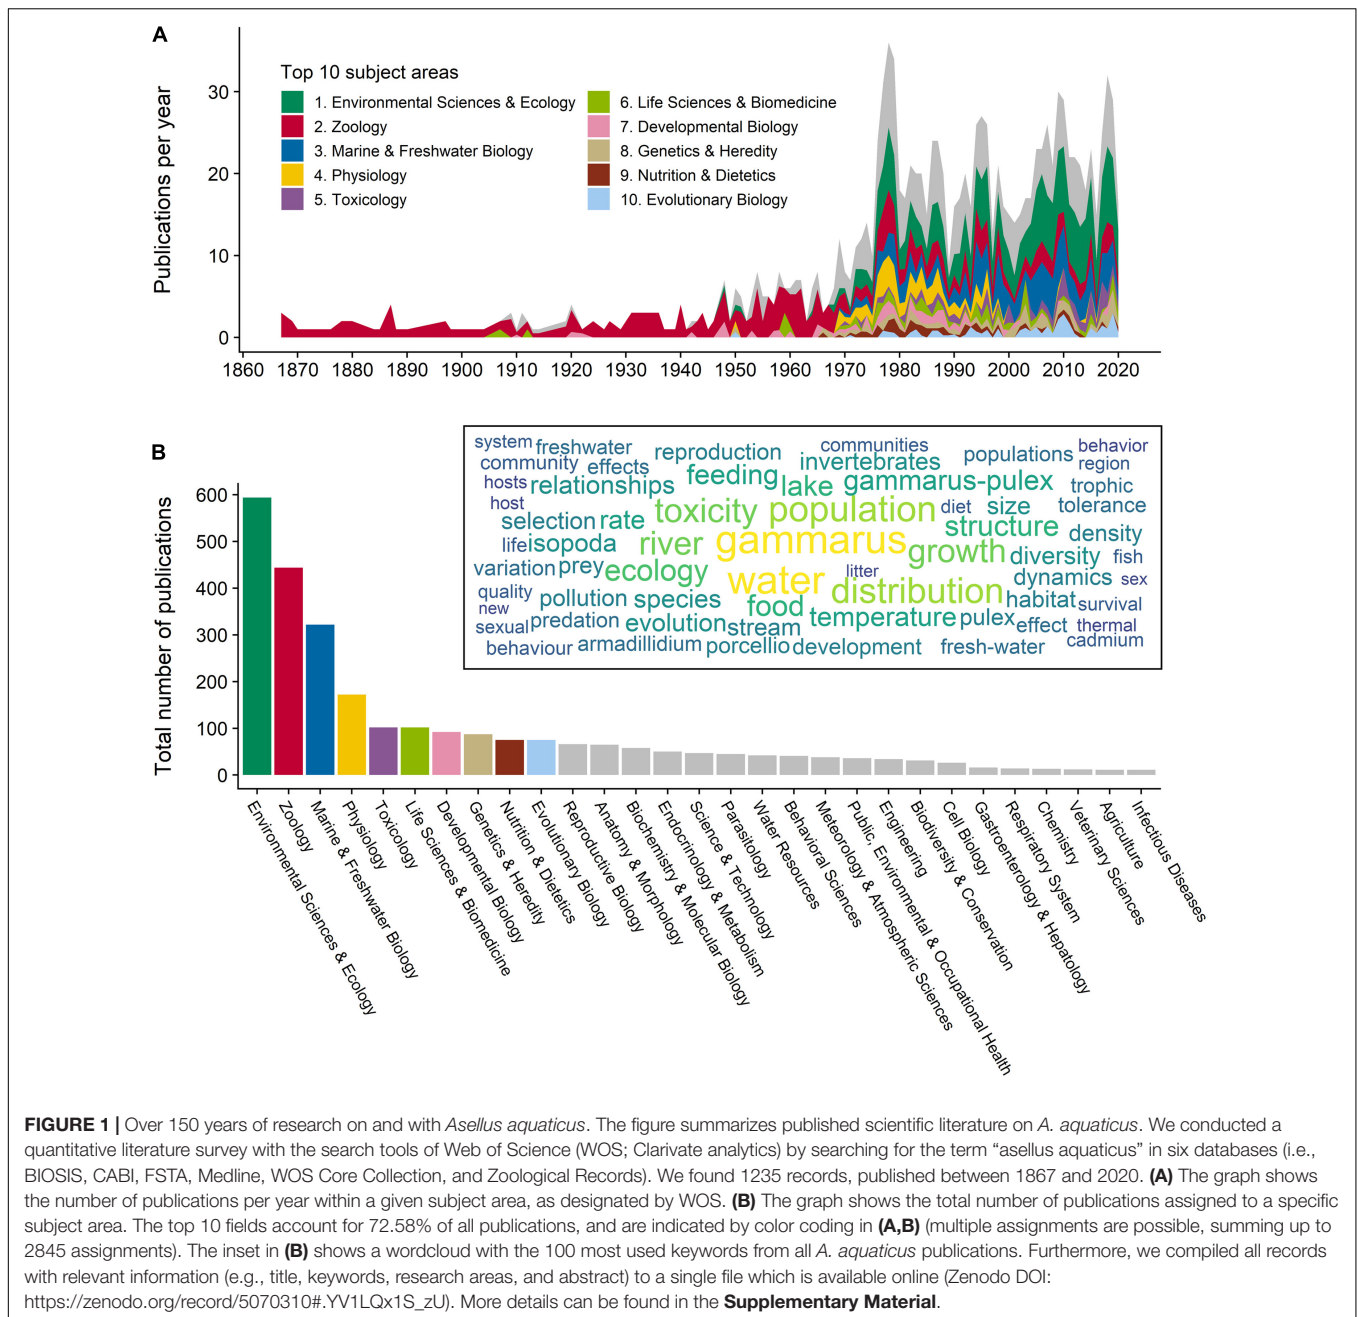 A
Publications per year
30
20
10
0
Top 10 subject areas
1. Environmental Sciences & Ecology
2. Zoology
3. Marine & Freshwater Biology
4. Physiology
5. Toxicology
6. Life Sciences & Biomedicine
7. Developmental Biology
8. Genetics & Heredity
9. Nutrition & Dietetics
10. Evolutionary Biology
1860 1870 1880 1890 1900 1910 1920 1930 1940 1950 1960 1970 1980 1990 2000 2010 2020
B
Total number of publications
600
500
400
300
200
100
0
system freshwater reproduction communities populations behavior
community effects invertebrates region
hosts relationships feeding lake gammarus-pulex trophic
host selection rate toxicity population diet size tolerance
life isopoda river gammarus growth structure diversity density fish
variation prey ecology water litter distribution dynamics sex
quality pollution species food habitat survival
new
sexual predation evolution stream temperature pulex effect thermal
behaviour armadillidium porcellio development fresh-water cadmium
Environmental Sciences & Ecology
Zoology
Marine & Freshwater Biology
Physiology
Toxicology
Life Sciences & Biomedicine
Developmental Biology
Genetics & Heredity
Nutrition & Dietetics
Evolutionary Biology
Reproductive Biology
Anatomy & Morphology
Biochemistry & Molecular Biology
Endocrinology & Metabolism
Science & Technology
Parasitology
Water Resources
Behavioral Sciences
Meteorology & Atmospheric Sciences
Public, Environmental & Occupational Health
Engineering
Biodiversity & Conservation
Cell Biology
Gastroenterology & Hepatology
Respiratory System
Chemistry
Veterinary Sciences
Agriculture
Infectious Diseases
FIGURE 1 | Over 150 years of research on and with Asellus aquaticus. The figure summarizes published scientific literature on A. aquaticus. We conducted a
quantitative literature survey with the search tools of Web of Science (WOS; Clarivate analytics) by searching for the term “asellus aquaticus” in six databases (i.e.,
BIOSIS, CABI, FSTA, Medline, WOS Core Collection, and Zoological Records). We found 1235 records, published between 1867 and 2020. (A) The graph shows
the number of publications per year within a given subject area, as designated by WOS. (B) The graph shows the total number of publications assigned to a specific
subject area. The top 10 fields account for 72.58% of all publications, and are indicated by color coding in (A,B) (multiple assignments are possible, summing up to
2845 assignments). The inset in (B) shows a wordcloud with the 100 most used keywords from all A. aquaticus publications. Furthermore, we compiled all records
with relevant information (e.g., title, keywords, research areas, and abstract) to a single file which is available online (Zenodo DOI:
https://zenodo.org/record/5070310#.YV1LQx1S_zU). More details can be found in the Supplementary Material.